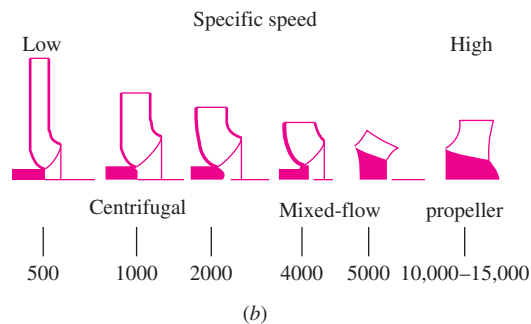 Specific speed
Low High
Centrifugal Mixed-flow propeller
500 1000 2000 4000 5000 10,000–15,000
(b)